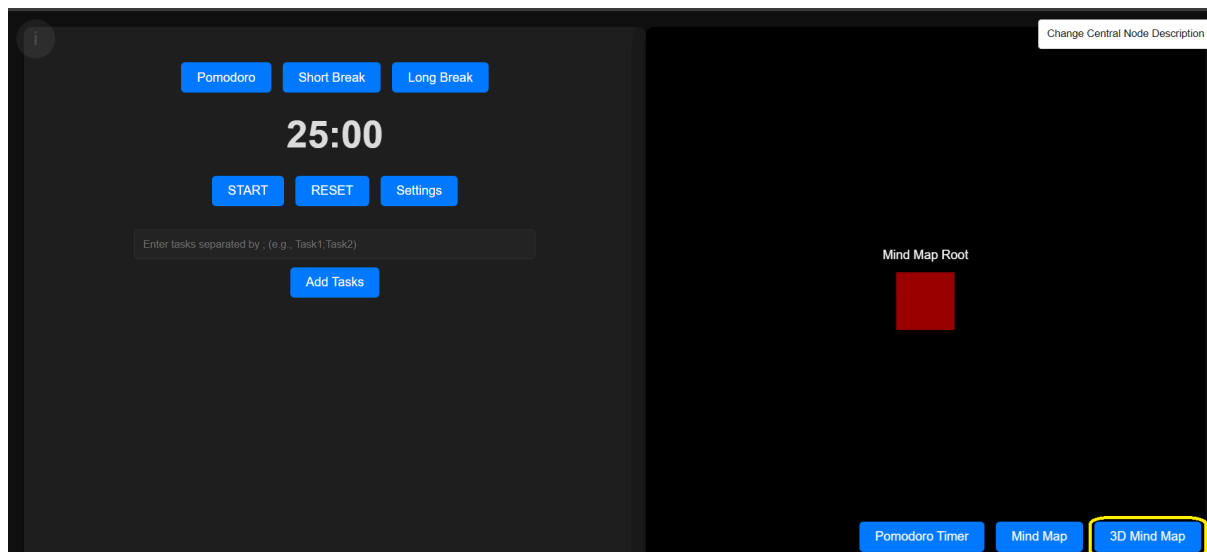 i
Change Central Node Description
Pomodoro Short Break Long Break
25:00
START RESET Settings
Enter tasks separated by ; (e.g., Task1;Task2)
Add Tasks
Mind Map Root
Pomodoro Timer Mind Map 3D Mind Map